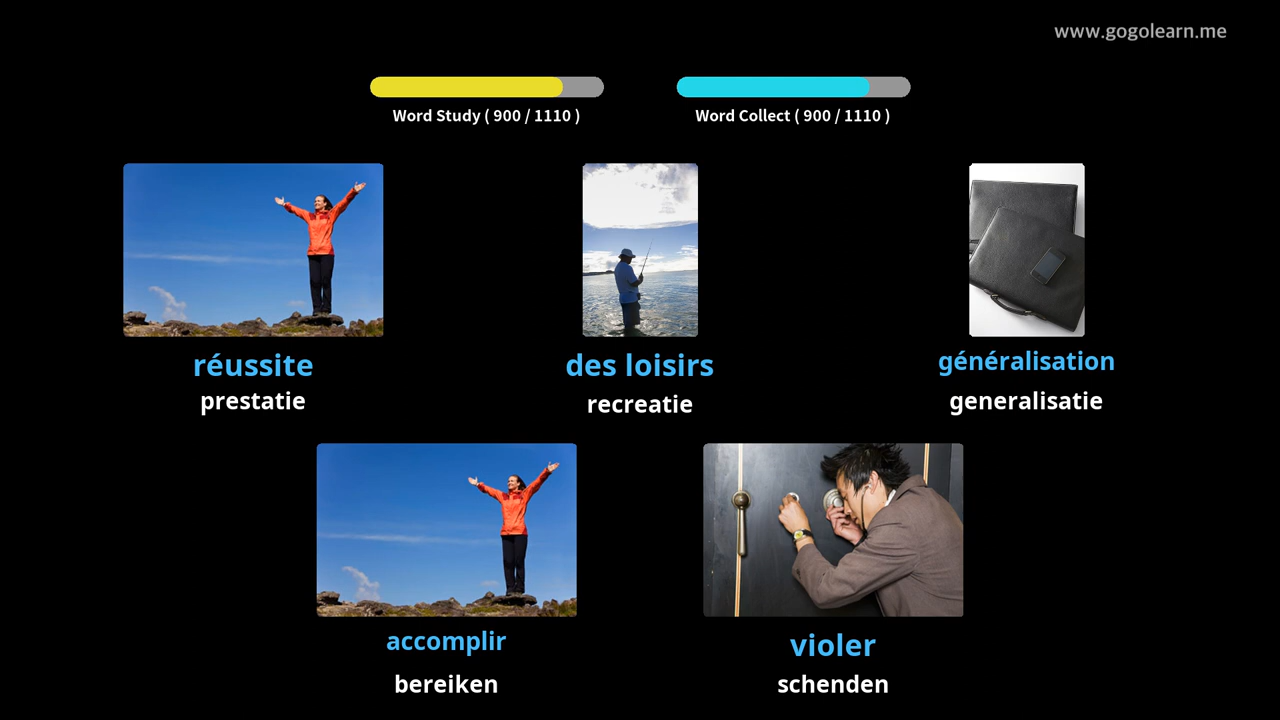 www.gogolearn.me
Word Study ( 900 / 1110 )
Word Collect ( 900 / 1110 )
réussite
prestatie
des loisirs
recreatie
généralisation
generalisatie
accomplir
bereiken
violer
schenden